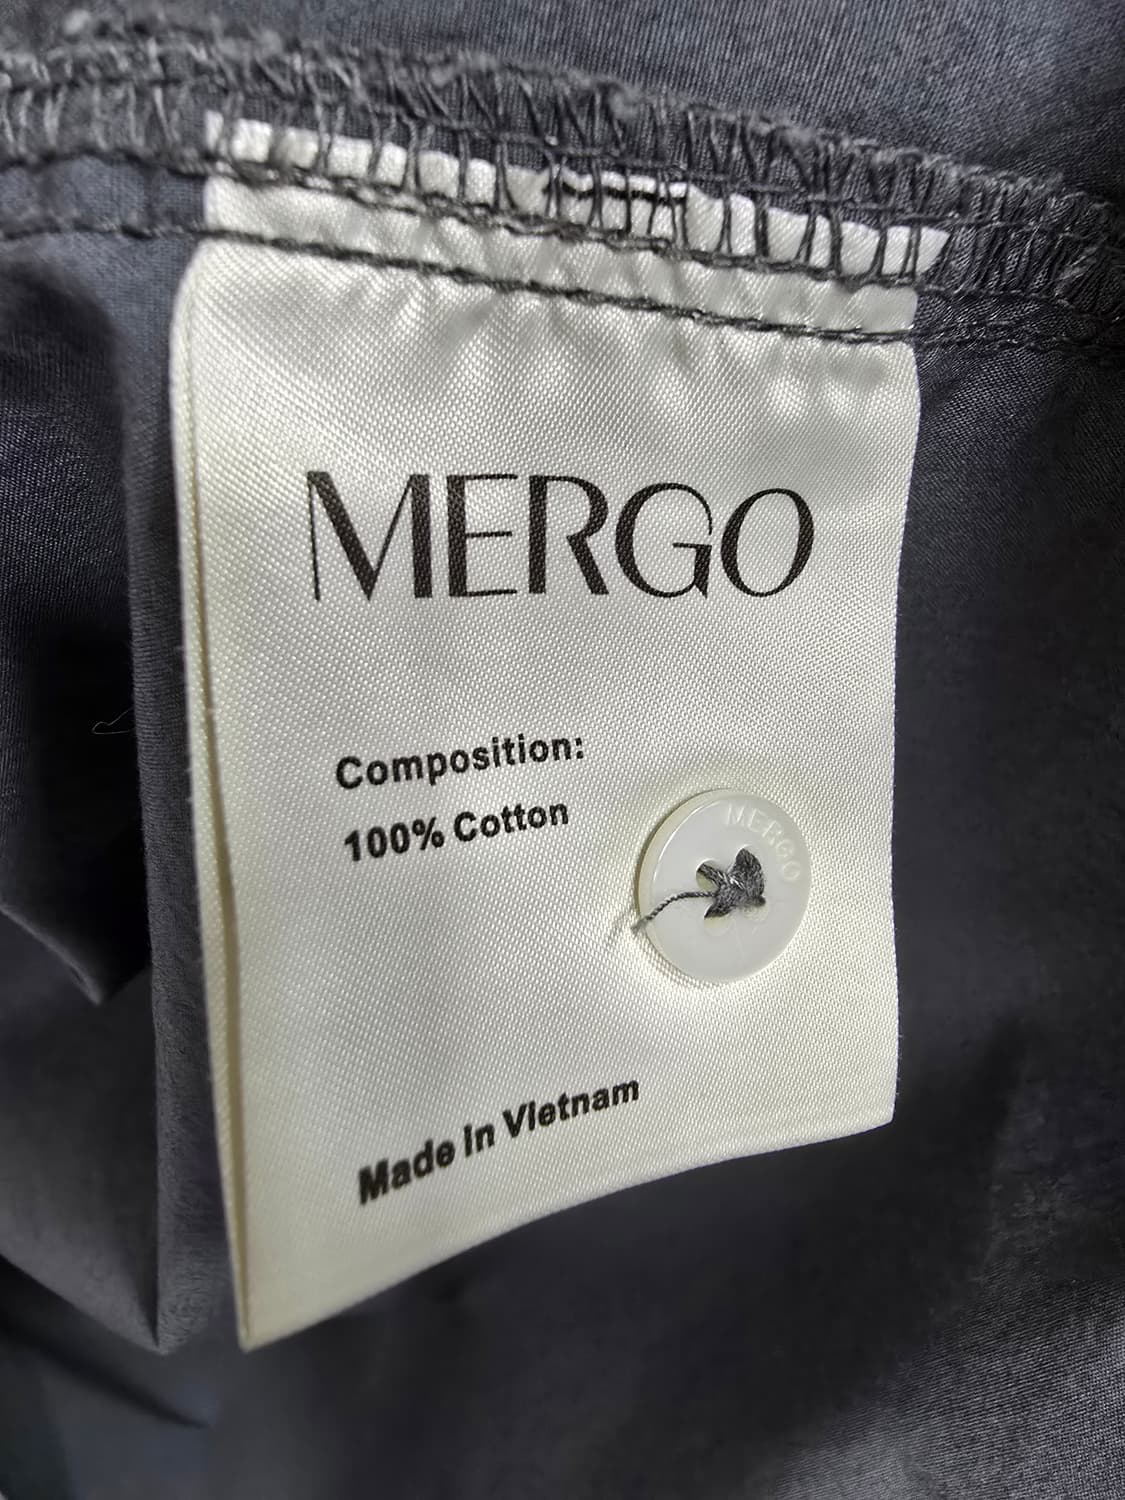 MERGO
Composition:
100% Cotton
MERGO
Made In Vietnam